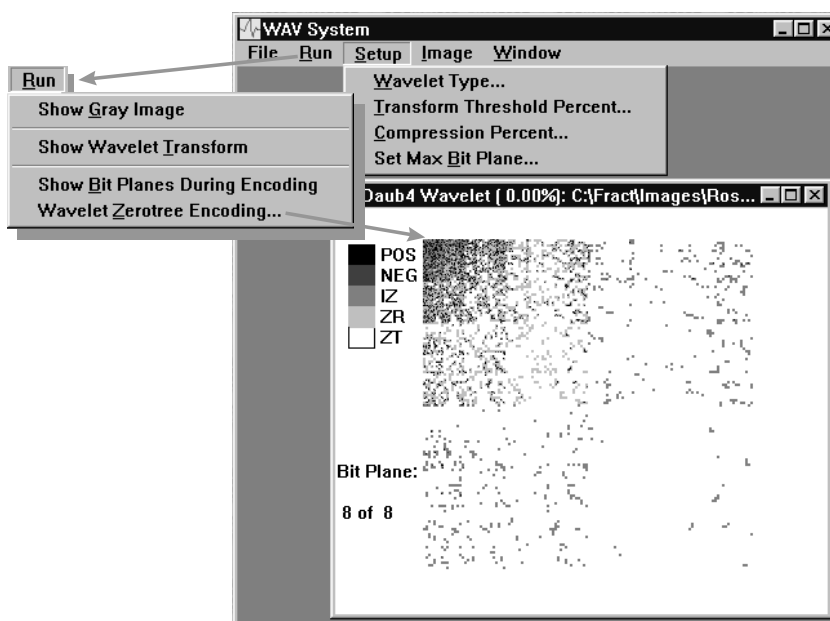 WAV System
File Run Setup Image Window
Run
Show Gray Image
Show Wavelet Transform
Show Bit Planes During Encoding
Wavelet Zerotree Encoding...
Wavelet Type...
Transform Threshold Percent...
Compression Percent...
Set Max Bit Plane...
Daub4 Wavelet ( 0.00%): C:\Fract\Images\Ros...
POS
NEG
IZ
ZR
ZT
Bit Plane:
8 of 8